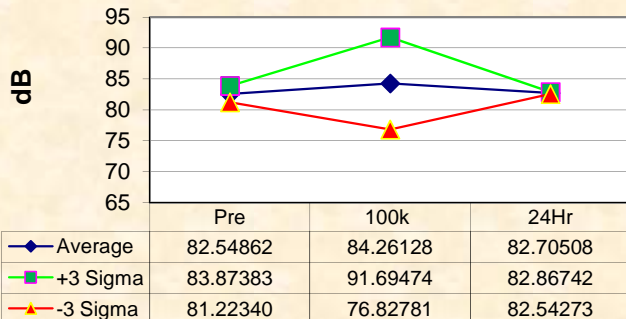 95
90
85
80
75
70
65
dB
Pre 100k 24Hr
Average 82.54862 84.26128 82.70508
+3 Sigma 83.87383 91.69474 82.86742
-3 Sigma 81.22340 76.82781 82.54273